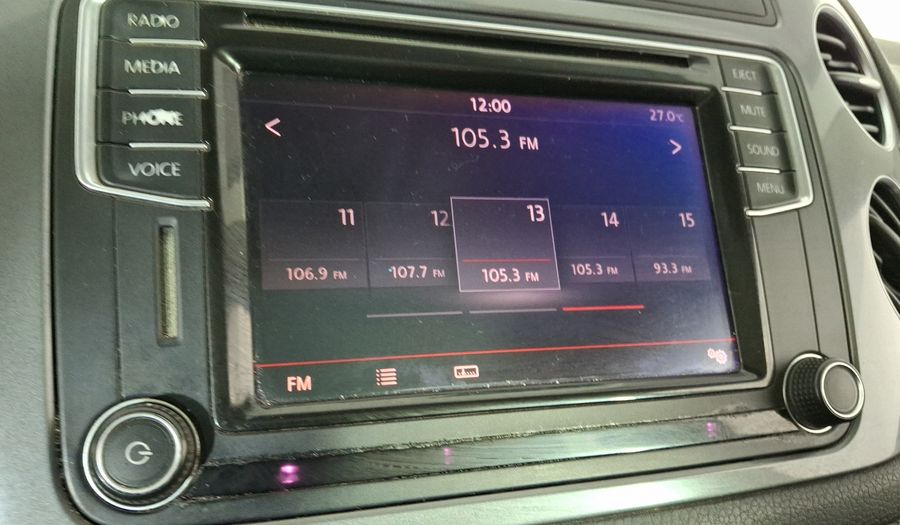 RADIO
MEDIA
PHONE
VOICE
EJECT
MUTE
SOUND
MENU
12:00
27.0°C
< 105.3 FM >
11 12 13 14 15
106.9 FM 107.7 FM 105.3 FM 105.3 FM 93.3 FM
FM